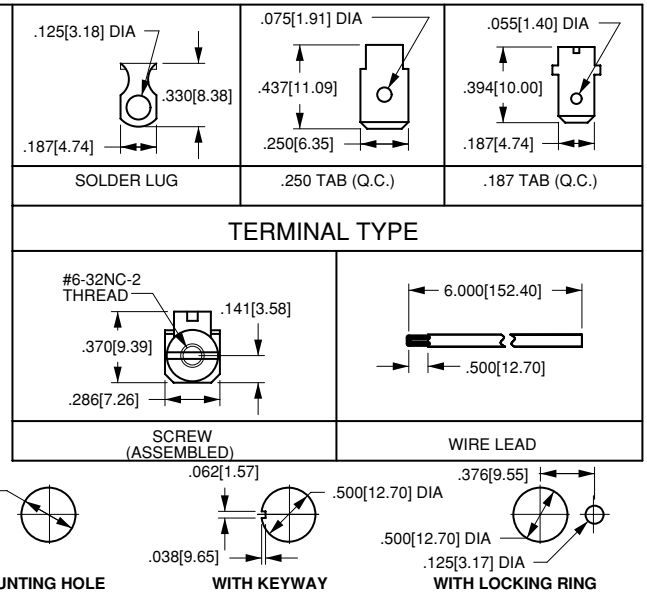 .125[3.18] DIA
.330[8.38]
.187[4.74]
SOLDER LUG
.075[1.91] DIA
.437[11.09]
.250[6.35]
.250 TAB (Q.C.)
.055[1.40] DIA
.394[10.00]
.187[4.74]
.187 TAB (Q.C.)
TERMINAL TYPE
#6-32NC-2
THREAD
.141[3.58]
.370[9.39]
.286[7.26]
SCREW
(ASSEMBLED)
6.000[152.40]
.500[12.70]
WIRE LEAD
UNTING HOLE
.062[1.57]
.500[12.70] DIA
.038[9.65]
WITH KEYWAY
.376[9.55]
.500[12.70] DIA
.125[3.17] DIA
WITH LOCKING RING